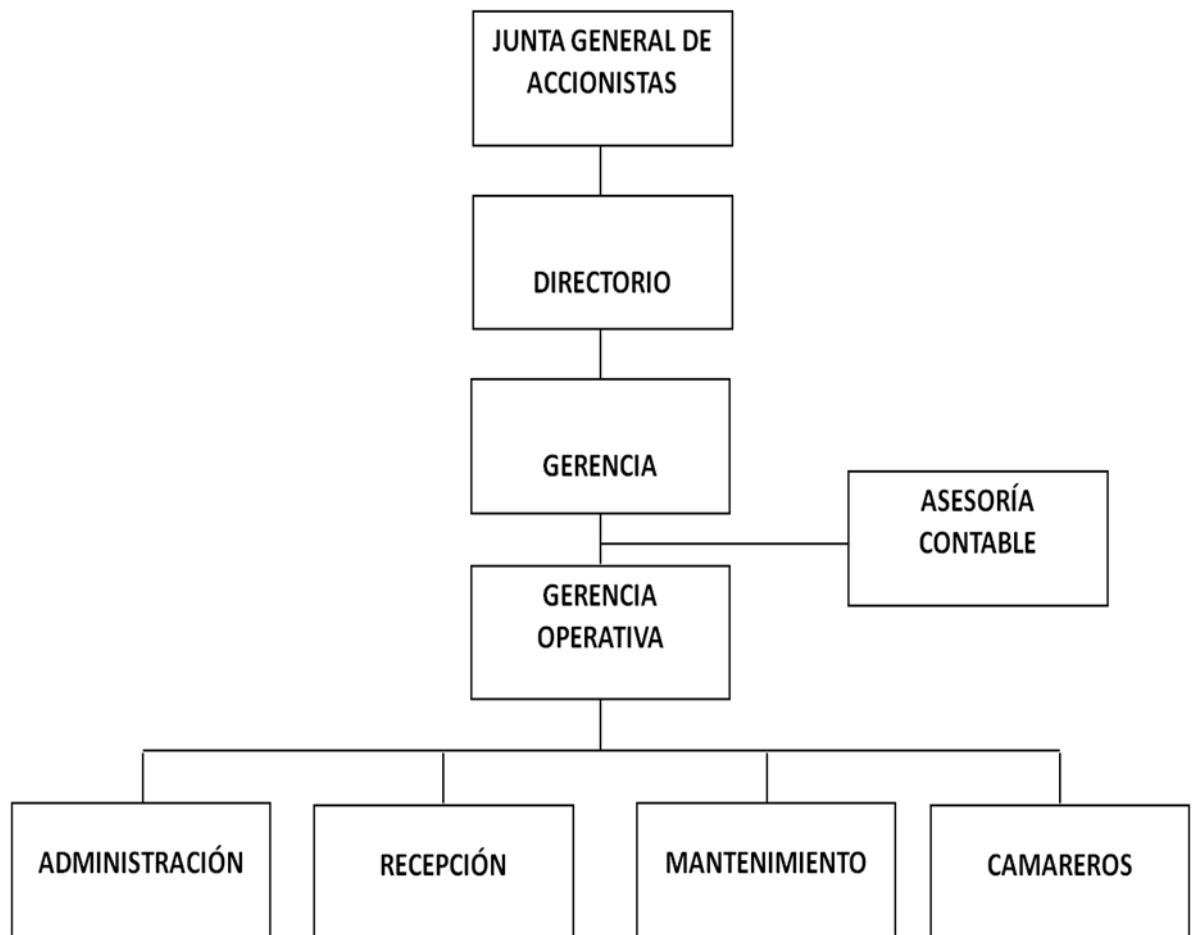 JUNTA GENERAL DE
ACCIONISTAS
DIRECTORIO
GERENCIA
ASESORÍA
CONTABLE
GERENCIA
OPERATIVA
ADMINISTRACIÓN
RECEPCIÓN
MANTENIMIENTO
CAMAREROS